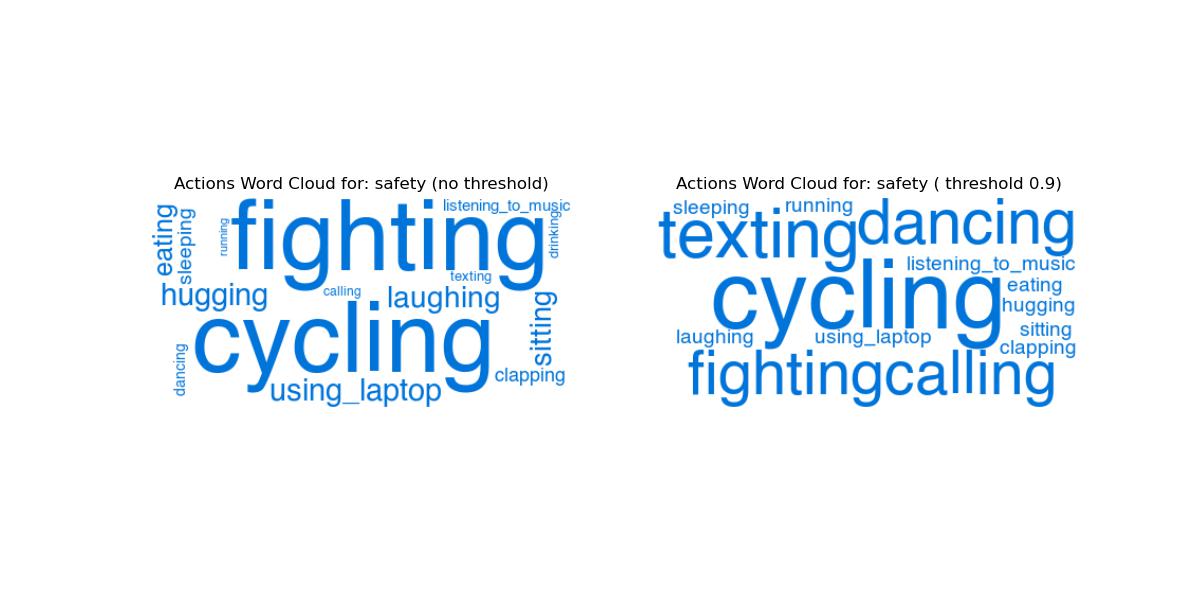 Actions Word Cloud for: safety (no threshold)
fighting
listening_to_music
eating
sleeping
running
drinking
texting
hugging
calling
laughing
cycling
sitting
dancing
using_laptop
clapping
Actions Word Cloud for: safety ( threshold 0.9)
sleeping
running
dancing
texting
listening_to_music
cycling
eating
hugging
sitting
laughing
using_laptop
clapping
fighting
calling